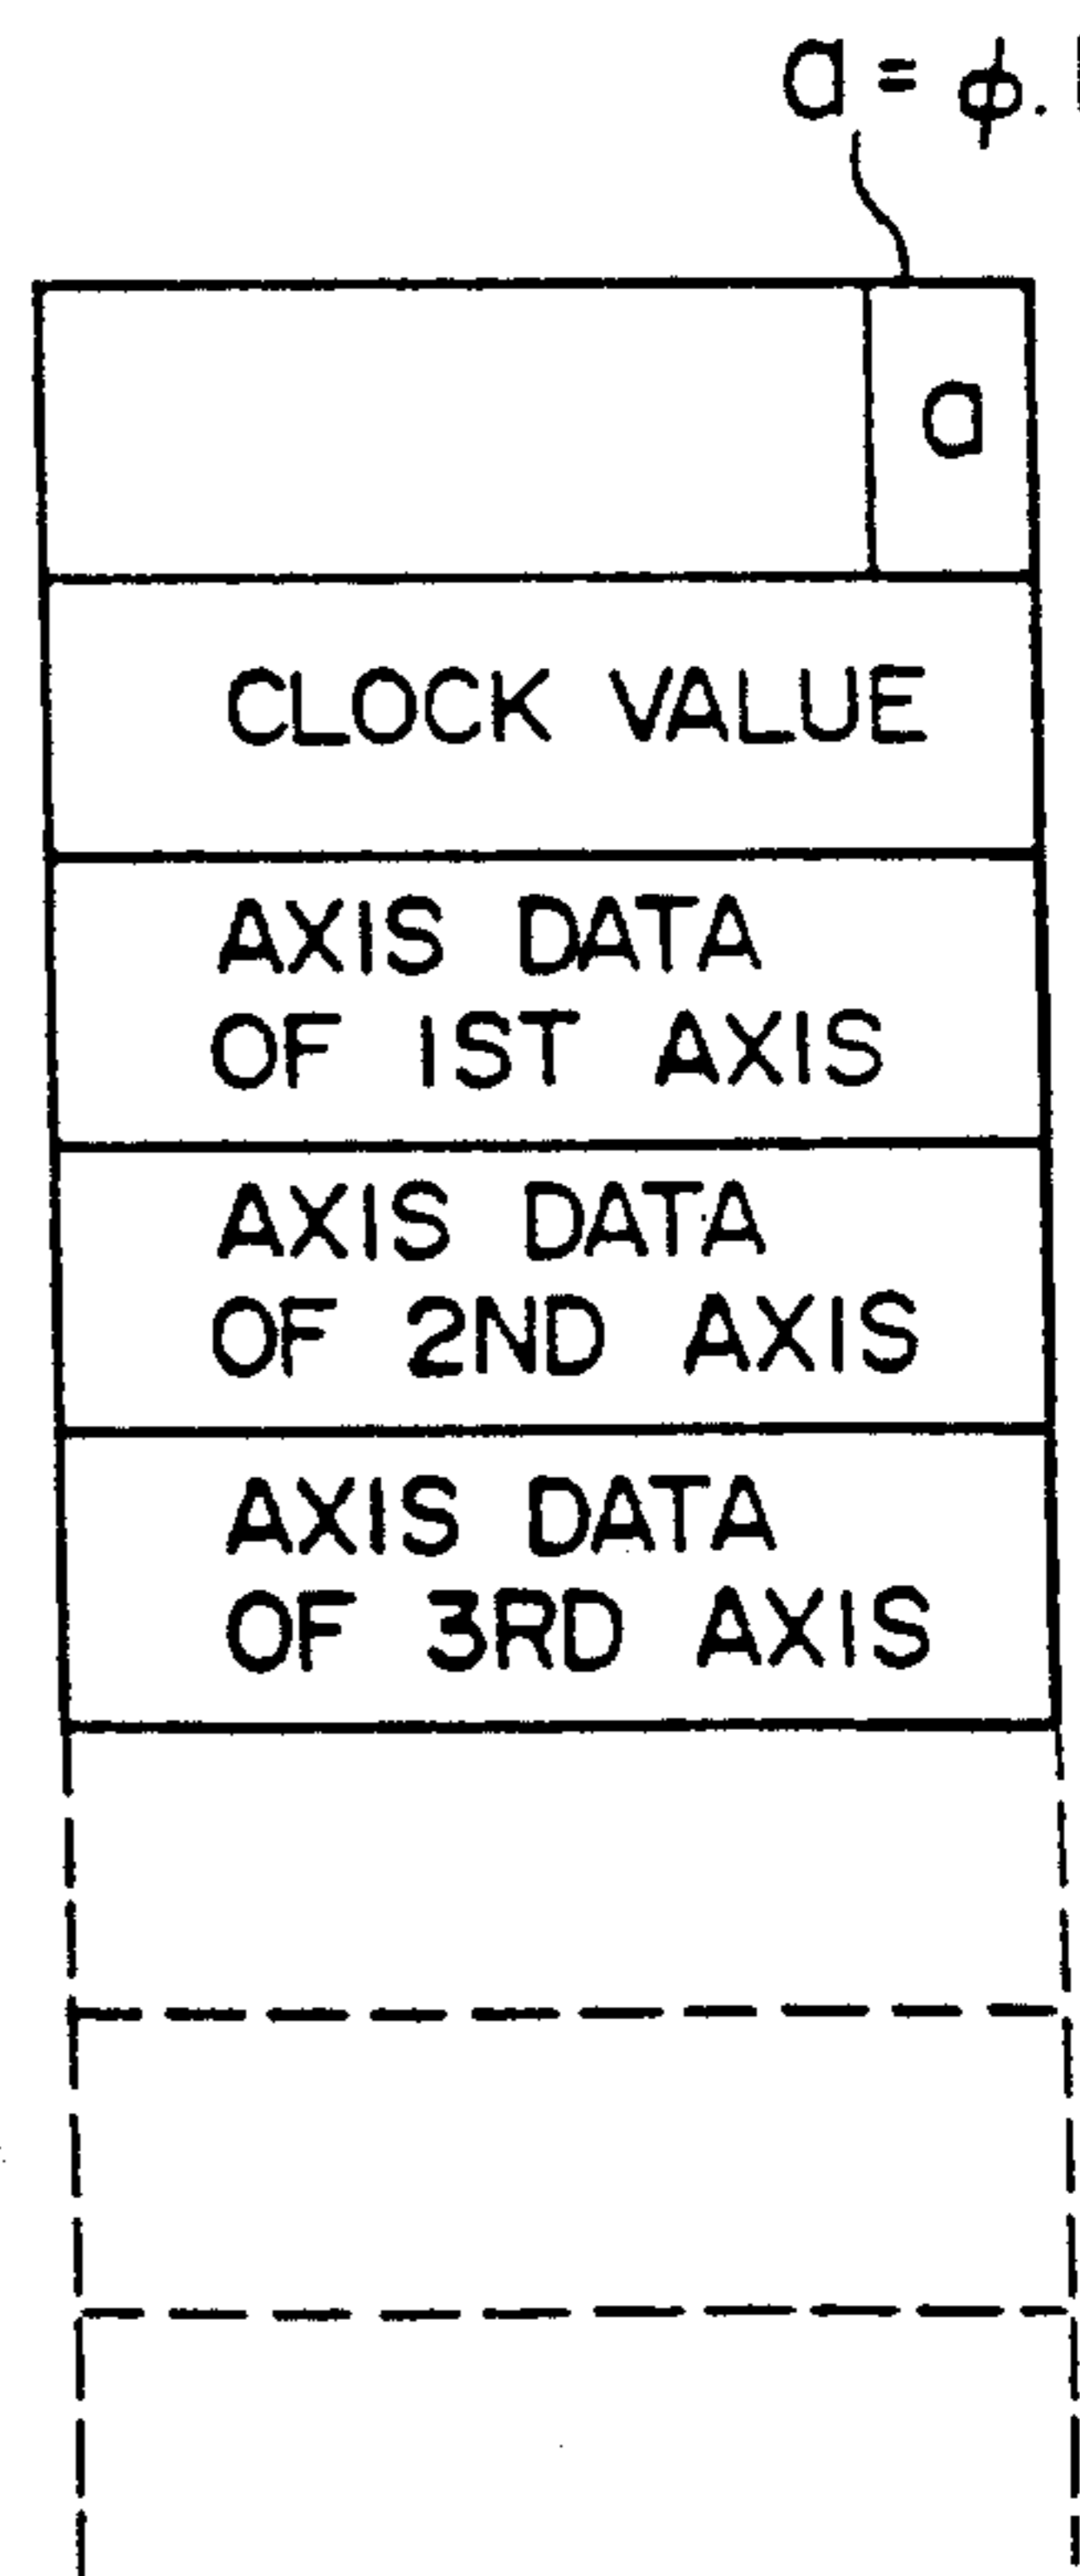 a = φ.
a
CLOCK VALUE
AXIS DATA
OF 1ST AXIS
AXIS DATA
OF 2ND AXIS
AXIS DATA
OF 3RD AXIS